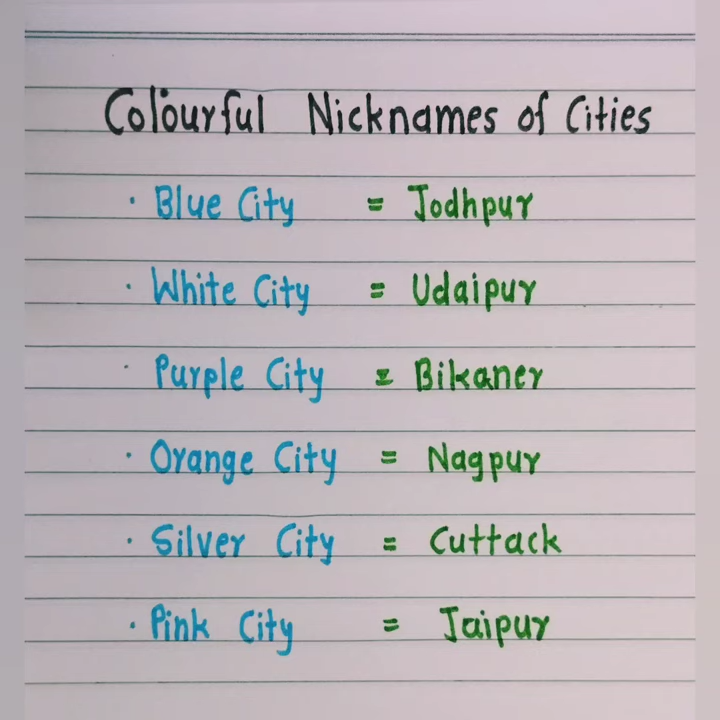 Colourful Nicknames of Cities
· Blue City = Jodhpur
· White City = Udaipur
· Purple City = Bikaner
· Orange City = Nagpur
· Silver City = Cuttack
· Pink City = Jaipur